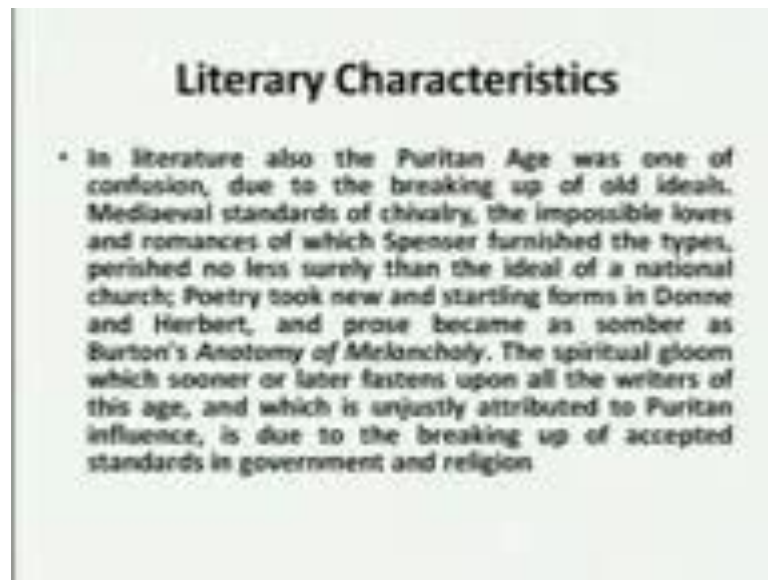 Literary Characteristics
• In literature also the Puritan Age was one of
confusion, due to the breaking up of old ideals.
Mediaeval standards of chivalry, the impossible loves
and romances of which Spenser furnished the types,
perished no less surely than the ideal of a national
church; Poetry took new and startling forms in Donne
and Herbert, and prose became as somber as
Burton's Anatomy of Melancholy. The spiritual gloom
which sooner or later fastens upon all the writers of
this age, and which is unjustly attributed to Puritan
influence, is due to the breaking up of accepted
standards in government and religion